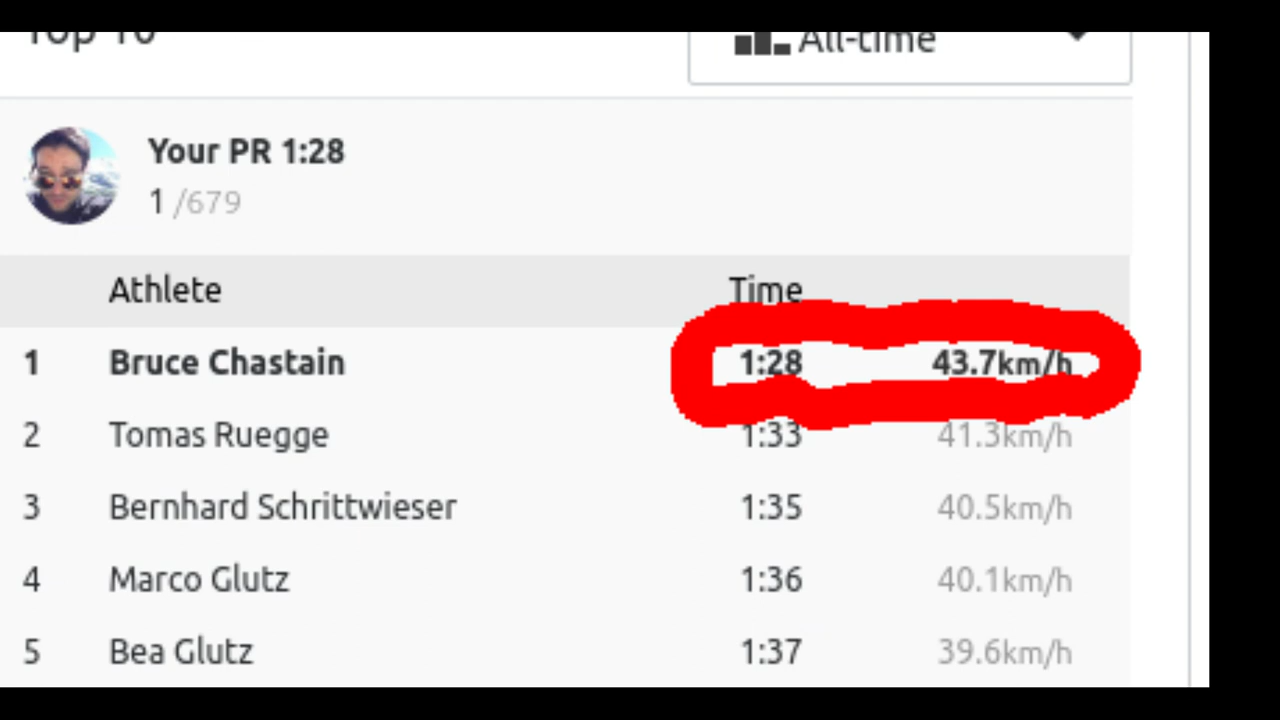 Top 10
All-time
Your PR 1:28
1 /679
Athlete Time
1 Bruce Chastain 1:28 43.7km/h
2 Tomas Ruegge 1:33 41.3km/h
3 Bernhard Schrittwieser 1:35 40.5km/h
4 Marco Glutz 1:36 40.1km/h
5 Bea Glutz 1:37 39.6km/h